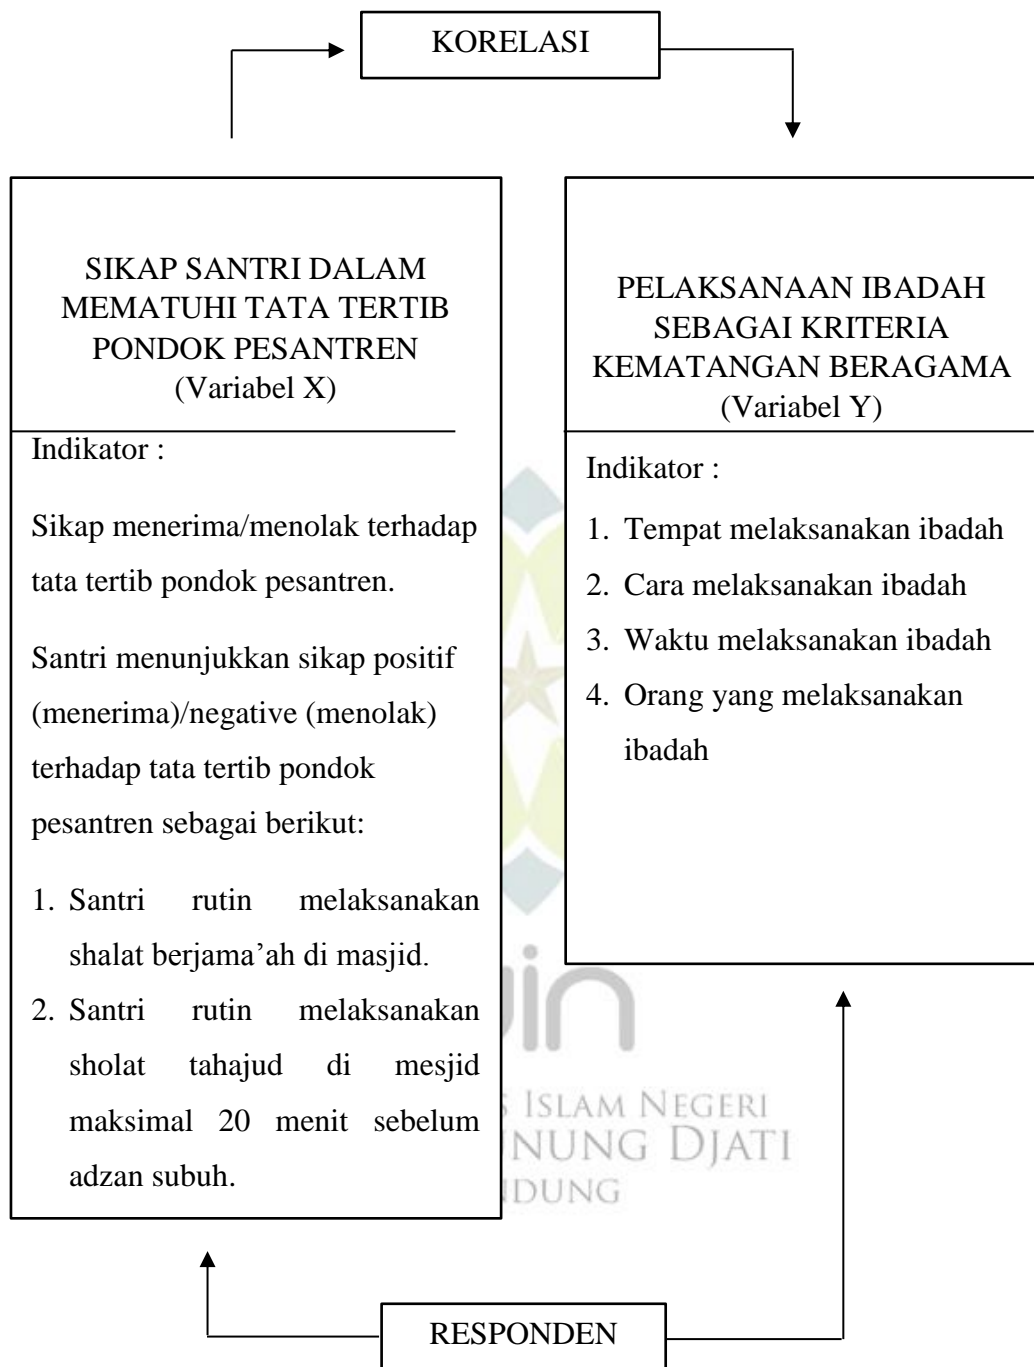 KORELASI
SIKAP SANTRI DALAM
MEMATUHI TATA TERTIB
PONDOK PESANTREN
(Variabel X)
Indikator :
Sikap menerima/menolak terhadap
tata tertib pondok pesantren.
Santri menunjukkan sikap positif
(menerima)/negative (menolak)
terhadap tata tertib pondok
pesantren sebagai berikut:
1. Santri rutin melaksanakan
shalat berjama’ah di masjid.
2. Santri rutin melaksanakan
sholat tahajud di mesjid
maksimal 20 menit sebelum
adzan subuh.
PELAKSANAAN IBADAH
SEBAGAI KRITERIA
KEMATANGAN BERAGAMA
(Variabel Y)
Indikator :
1. Tempat melaksanakan ibadah
2. Cara melaksanakan ibadah
3. Waktu melaksanakan ibadah
4. Orang yang melaksanakan
ibadah
ISLAM NEGERI
DJATI
RESPONDEN